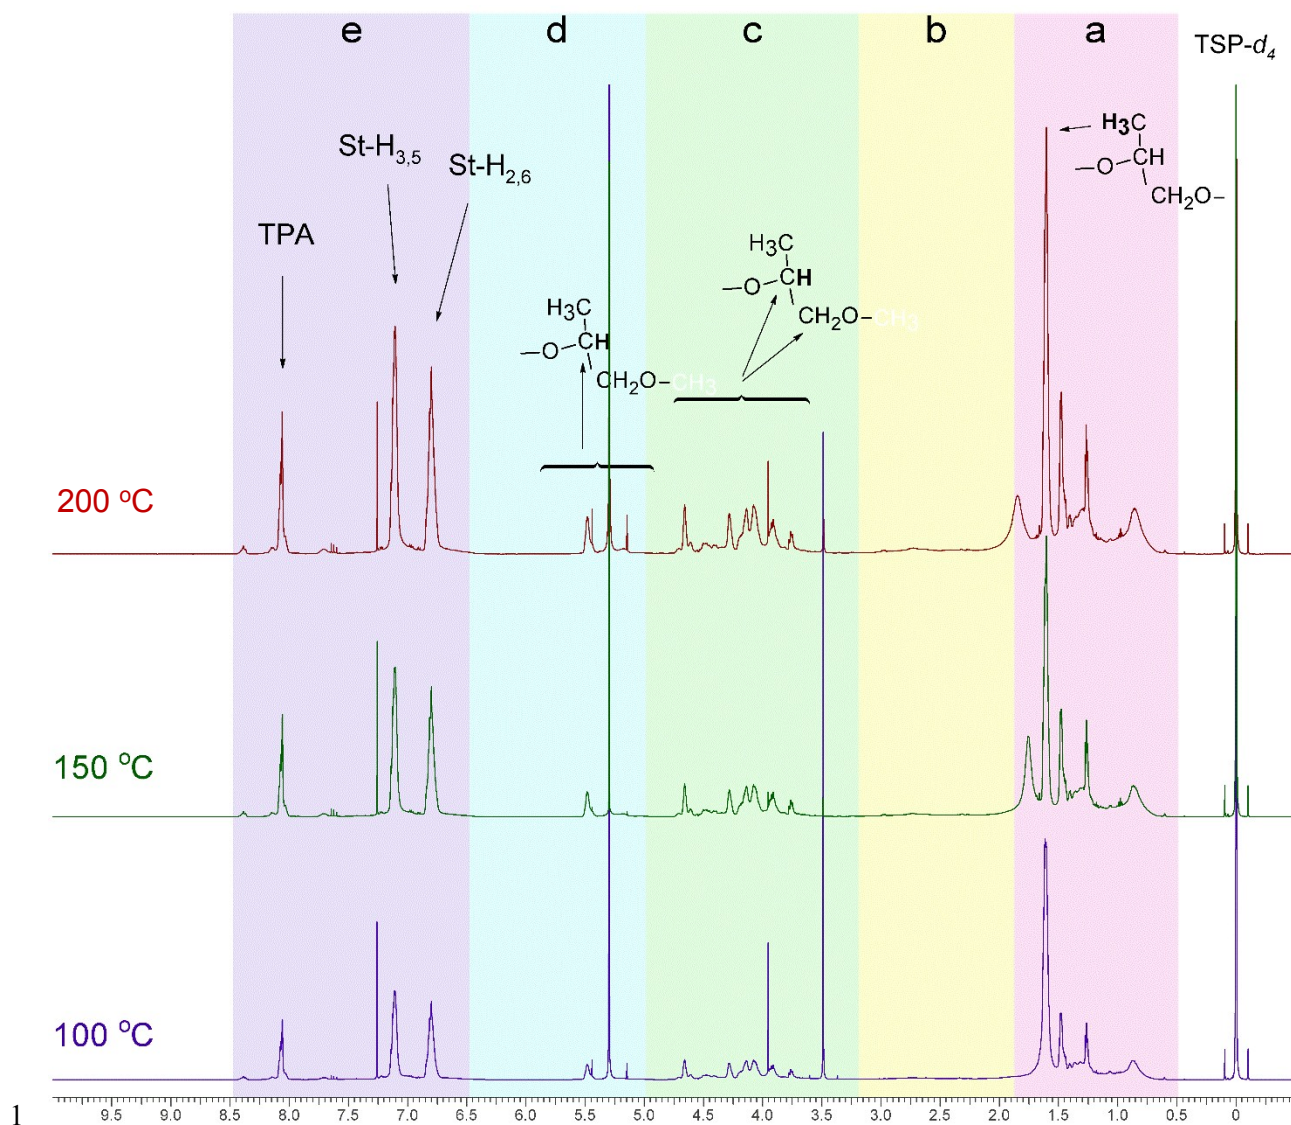 e d c b a
TSP-d₄
St-H₃,₅
St-H₂,₆
TPA
H₃C
–O–CH
CH₂O–
H₃C
–O–CH
CH₂O–CH₃
H₃C
–O–CH
CH₂O–CH₃
200 ºC
150 ºC
100 ºC
1
9.5 9.0 8.5 8.0 7.5 7.0 6.5 6.0 5.5 5.0 4.5 4.0 3.5 3.0 2.5 2.0 1.5 1.0 0.5 0